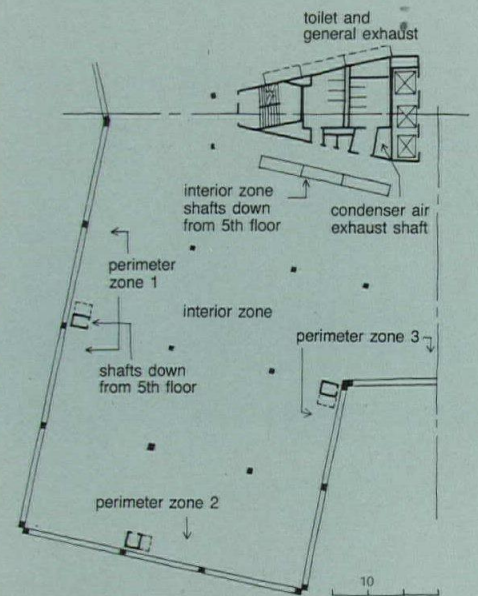 toilet and
general exhaust
interior zone
shafts down
from 5th floor
condenser air
exhaust shaft
perimeter
zone 1
interior zone
perimeter zone 3
shafts down
from 5th floor
perimeter zone 2
10